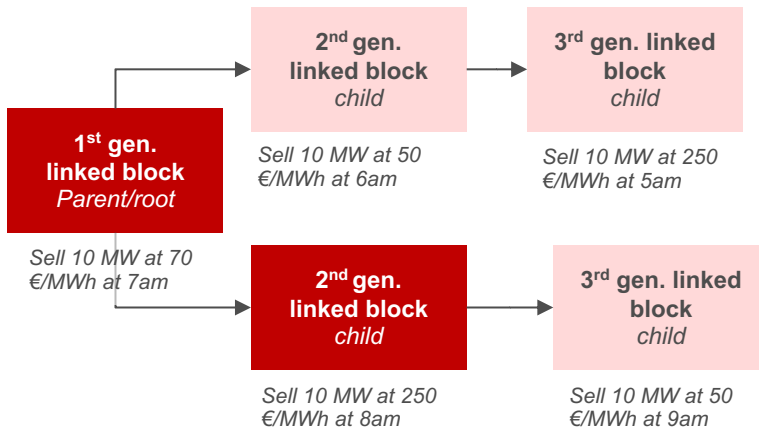 2nd gen.
linked block
child
3rd gen. linked
block
child
1st gen.
linked block
Parent/root
Sell 10 MW at 50
€/MWh at 6am
Sell 10 MW at 250
€/MWh at 5am
Sell 10 MW at 70
€/MWh at 7am
2nd gen.
linked block
child
3rd gen. linked
block
child
Sell 10 MW at 250
€/MWh at 8am
Sell 10 MW at 50
€/MWh at 9am